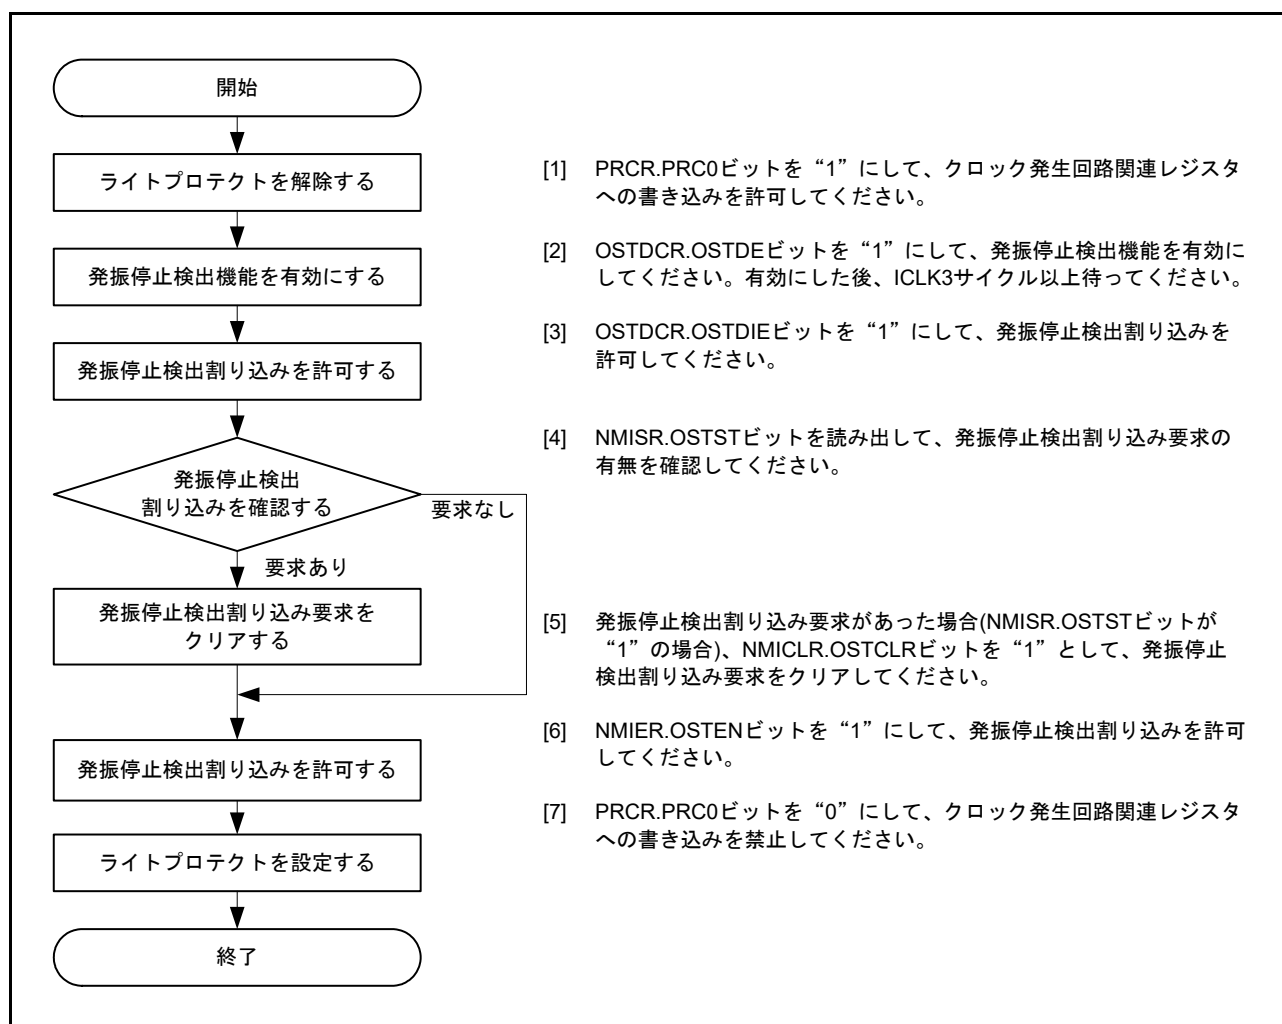 開始
ライトプロテクトを解除する
[1] PRCR.PRC0ビットを“1”にして、クロック発生回路関連レジスタ
への書き込みを許可してください。
発振停止検出機能を有効にする
[2] OSTDCR.OSTDEビットを“1”にして、発振停止検出機能を有効に
してください。有効にした後、ICLK3サイクル以上待ってください。
発振停止検出割り込みを許可する
[3] OSTDCR.OSTDIEビットを“1”にして、発振停止検出割り込みを
許可してください。
発振停止検出
割り込みを確認する
要求なし
要求あり
[4] NMISR.OSTSTビットを読み出して、発振停止検出割り込み要求の
有無を確認してください。
発振停止検出割り込み要求を
クリアする
[5] 発振停止検出割り込み要求があった場合(NMISR.OSTSTビットが
“1”の場合)、NMICLR.OSTCLRビットを“1”として、発振停止
検出割り込み要求をクリアしてください。
発振停止検出割り込みを許可する
[6] NMIER.OSTENビットを“1”にして、発振停止検出割り込みを許可
してください。
ライトプロテクトを設定する
[7] PRCR.PRC0ビットを“0”にして、クロック発生回路関連レジスタ
への書き込みを禁止してください。
終了